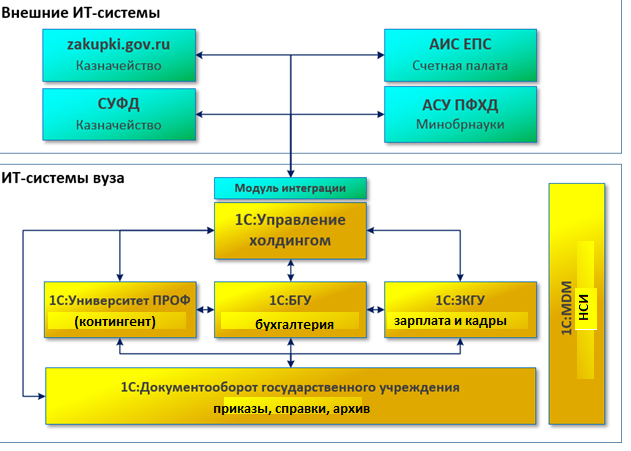 Внешние ИТ-системы
zakupki.gov.ru
Казначейство
АИС ЕПС
Счетная палата
СУФД
Казначейство
АСУ ПФХД
Минобрнауки
ИТ-системы вуза
Модуль интеграции
1С:Управление
холдингом
1С:Университет ПРОФ
(контингент)
1С:БГУ
бухгалтерия
1С:ЗКГУ
зарплата и кадры
1С:MDM
НСИ
1С:Документооборот государственного учреждения
приказы, справки, архив